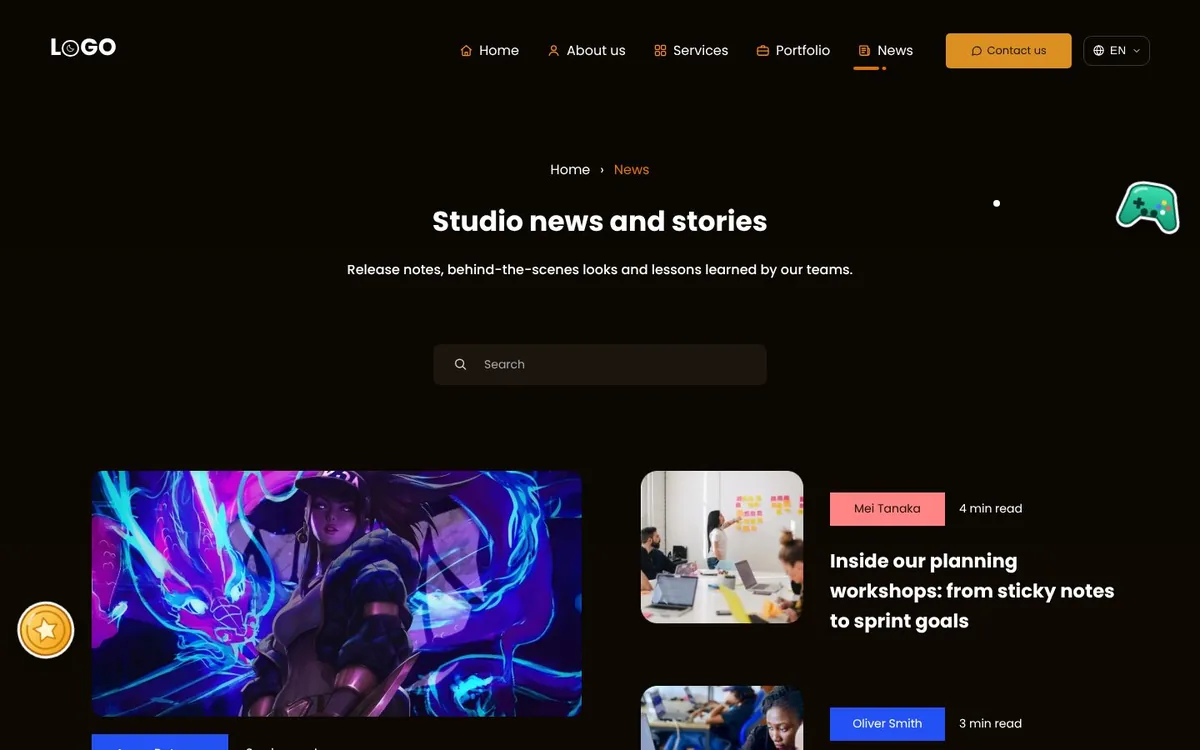 LOGO
Home
About us
Services
Portfolio
News
Contact us
EN
Home › News
Studio news and stories
Release notes, behind-the-scenes looks and lessons learned by our teams.
Search
Mei Tanaka
4 min read
Inside our planning
workshops: from sticky notes
to sprint goals
Oliver Smith
3 min read